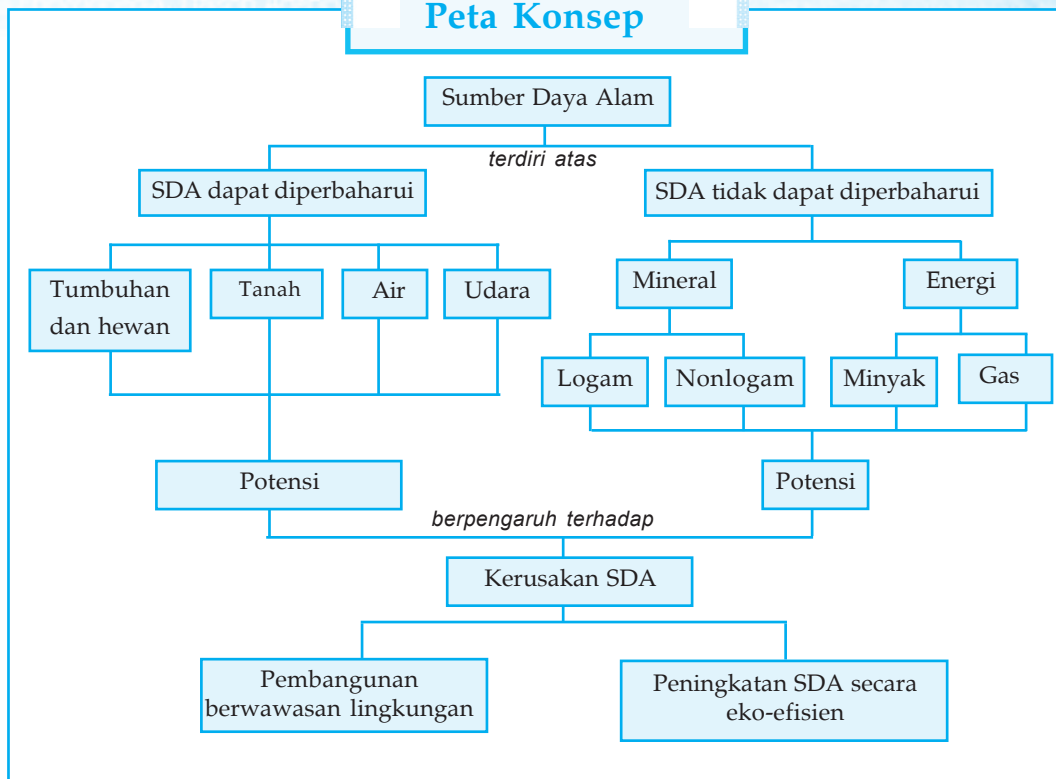 Peta Konsep
Sumber Daya Alam
terdiri atas
SDA dapat diperbaharui
SDA tidak dapat diperbaharui
Tumbuhan
dan hewan
Tanah
Air
Udara
Mineral
Energi
Logam
Nonlogam
Minyak
Gas
Potensi
Potensi
berpengaruh terhadap
Kerusakan SDA
Pembangunan
berwawasan lingkungan
Peningkatan SDA secara
eko-efisien